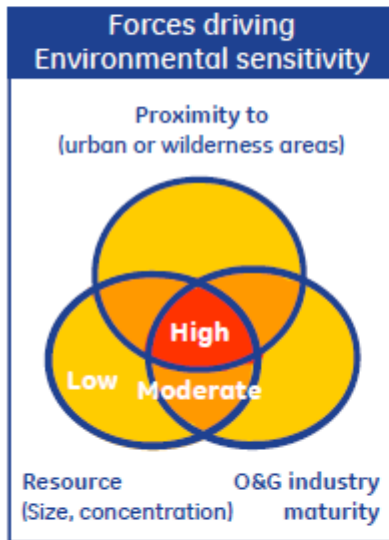 Forces driving
Environmental sensitivity
Proximity to
(urban or wilderness areas)
High
Low
Moderate
Resource
(Size, concentration)
O&G industry
maturity